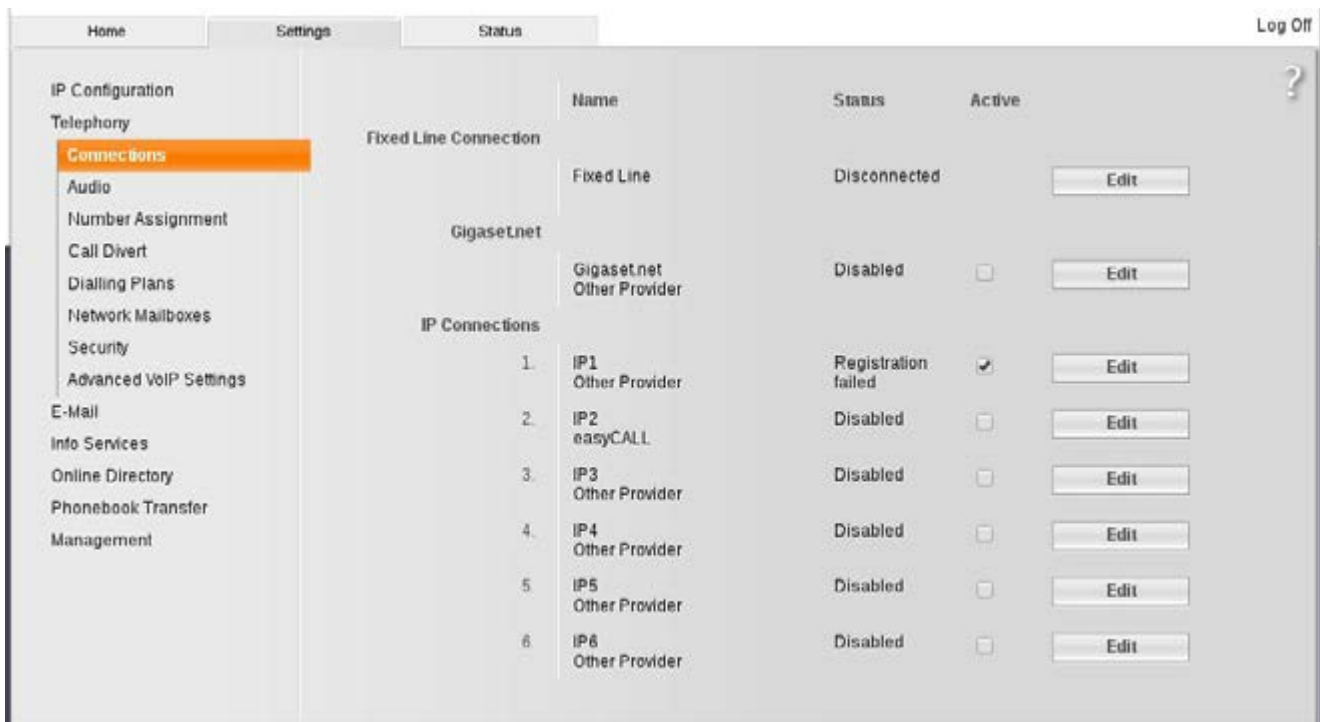 Home Settings Status Log Off
?
IP Configuration
Telephony
Connections
Audio
Number Assignment
Call Divert
Dialling Plans
Network Mailboxes
Security
Advanced VoIP Settings
E-Mail
Info Services
Online Directory
Phonebook Transfer
Management
Name Status Active
Fixed Line Connection
Fixed Line Disconnected Edit
Gigaset.net
Gigaset.net Disabled Edit
Other Provider
IP Connections
1. IP1 Registration Edit
Other Provider failed
2. IP2 Disabled Edit
easyCALL
3. IP3 Disabled Edit
Other Provider
4. IP4 Disabled Edit
Other Provider
5 IP5 Disabled Edit
Other Provider
6 IP6 Disabled Edit
Other Provider